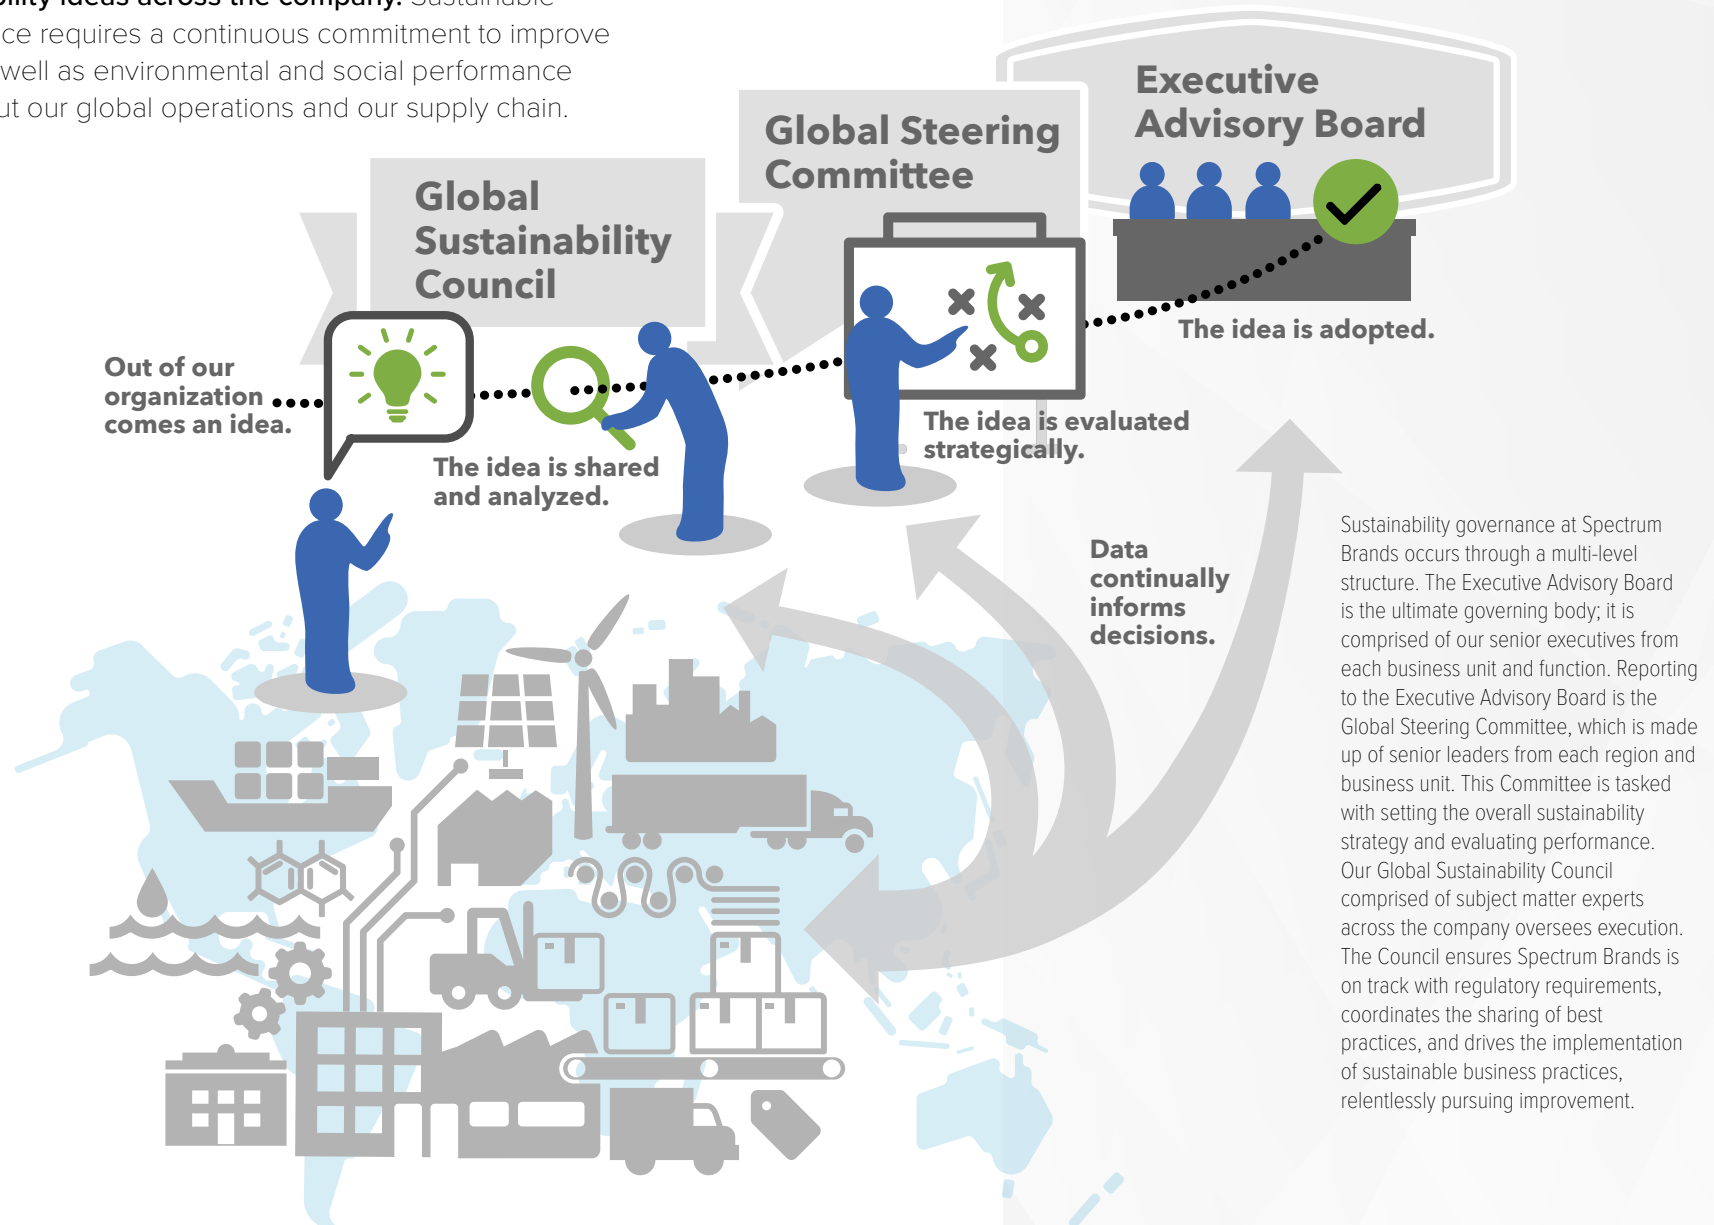 ideas across the company. Sustainable
requires a continuous commitment to improve
well as environmental and social performance
our global operations and our supply chain.
Executive
Advisory Board
Global Steering
Committee
Global
Sustainability
Council
The idea is adopted.
Out of our
organization
comes an idea.
The idea is shared
and analyzed.
The idea is evaluated
strategically.
Data
continually
informs
decisions.
Sustainability governance at Spectrum
Brands occurs through a multi-level
structure. The Executive Advisory Board
is the ultimate governing body; it is
comprised of our senior executives from
each business unit and function. Reporting
to the Executive Advisory Board is the
Global Steering Committee, which is made
up of senior leaders from each region and
business unit. This Committee is tasked
with setting the overall sustainability
strategy and evaluating performance.
Our Global Sustainability Council
comprised of subject matter experts
across the company oversees execution.
The Council ensures Spectrum Brands is
on track with regulatory requirements,
coordinates the sharing of best
practices, and drives the implementation
of sustainable business practices,
relentlessly pursuing improvement.